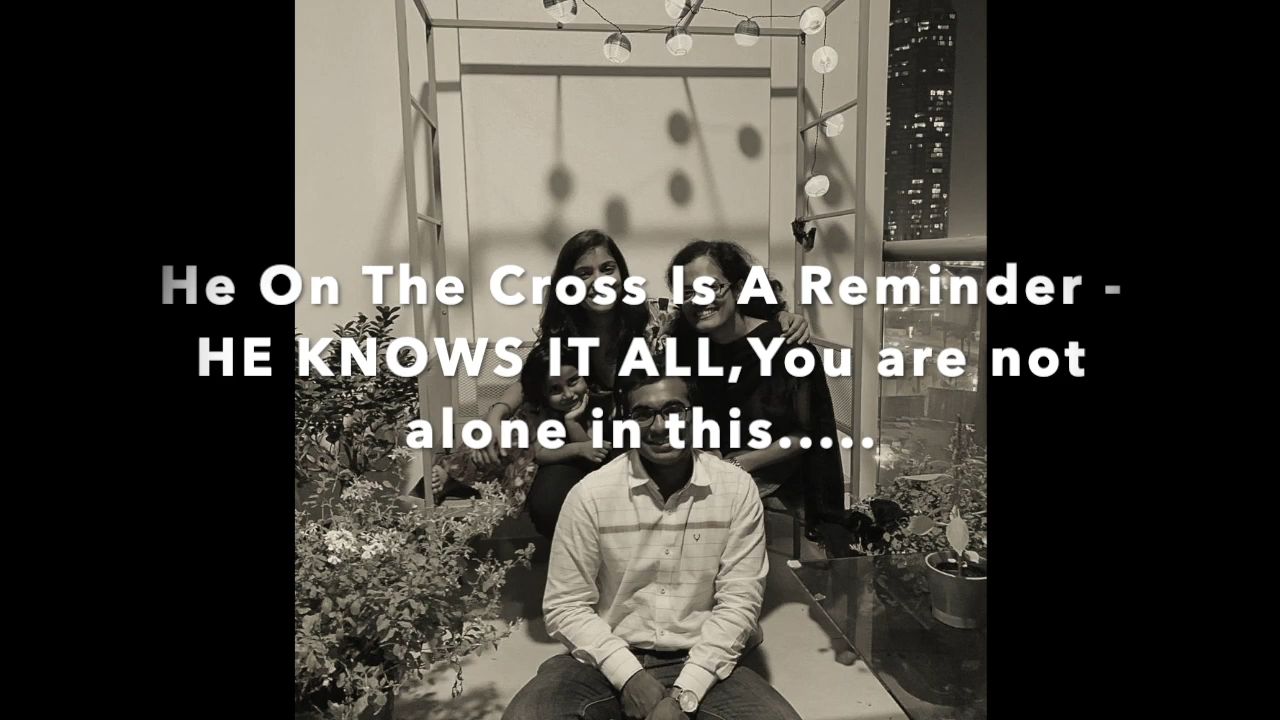 He On The Cross Is A Reminder -
HE KNOWS IT ALL,You are not
alone in this.....